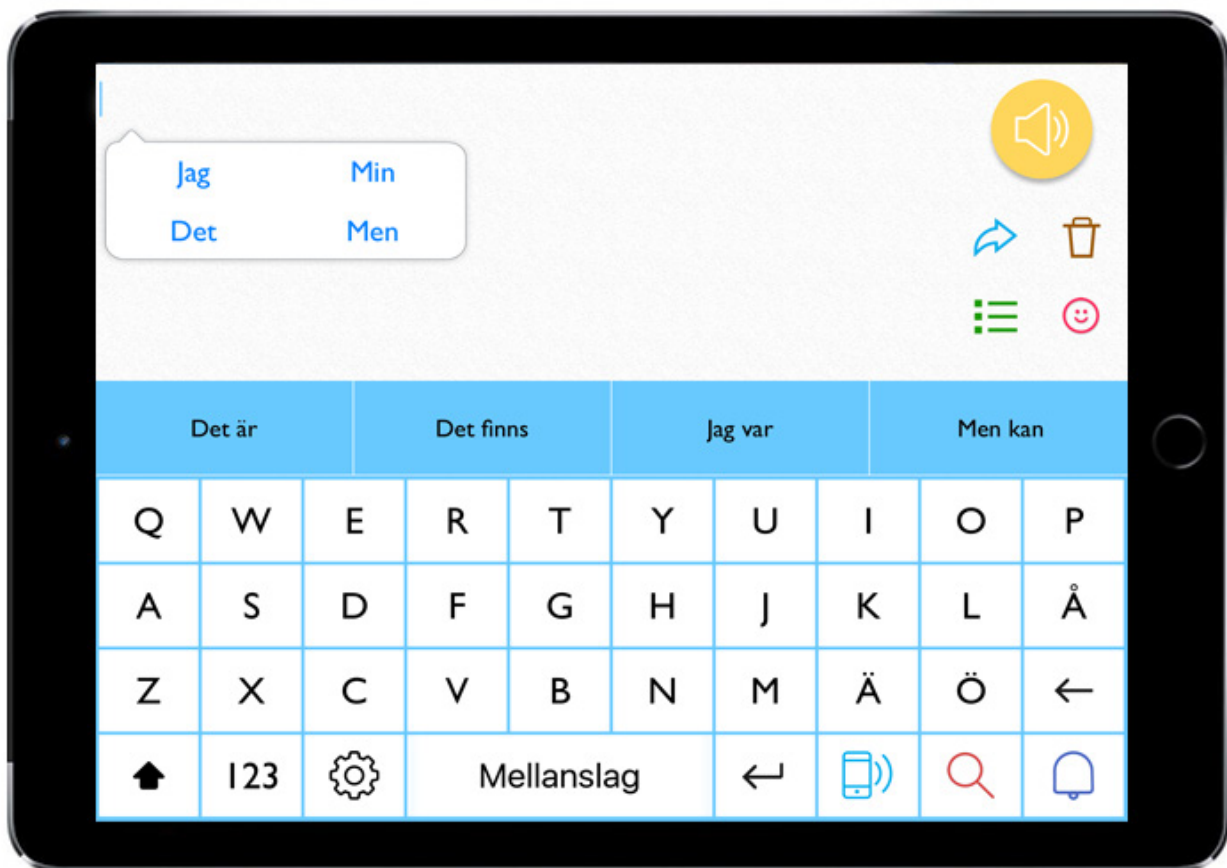 Jag Min
Det Men
Det är Det finns Jag var Men kan
Q W E R T Y U I O P
A S D F G H J K L Å
Z X C V B N M Ä Ö
123 Mellanslag